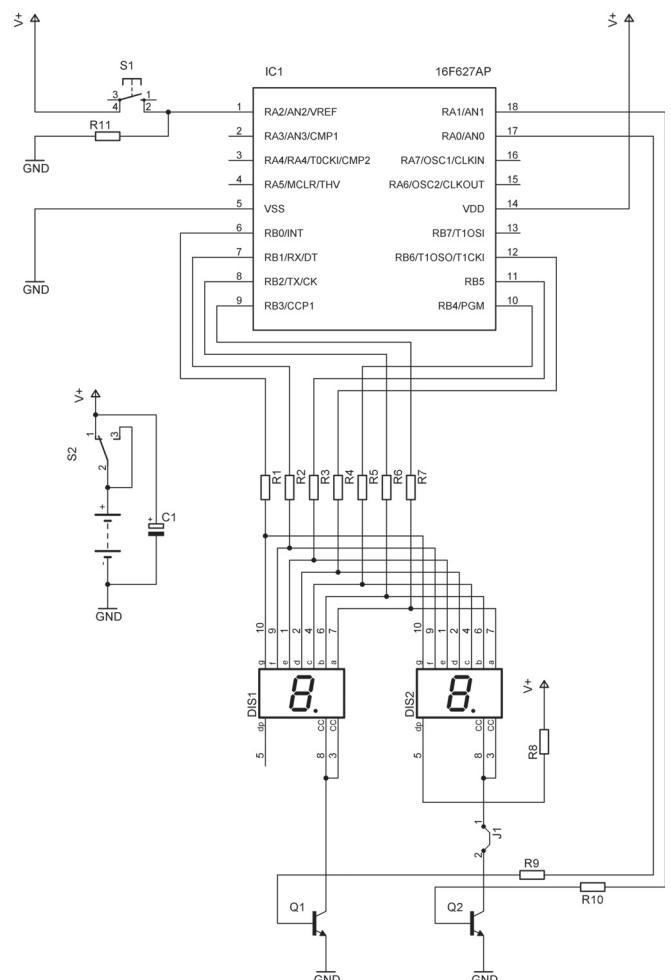 V+
V+
S1
3
1
4
2
R11
GND
IC1
16F627AP
1
RA2/AN2/VREF
RA1/AN1
18
2
RA3/AN3/CMP1
RA0/AN0
17
3
RA4/RA4/T0CKI/CMP2
RA7/OSC1/CLKIN
16
4
RA5/MCLR/THV
RA6/OSC2/CLKOUT
15
5
VSS
VDD
14
6
RB0/INT
RB7/T1OSI
13
7
RB1/RX/DT
RB6/T1OSO/T1CKI
12
8
RB2/TX/CK
RB5
11
9
RB3/CCP1
RB4/PGM
10
GND
V+
S2
1
3
2
+
-
+
C1
GND
R1
R2
R3
R4
R5
R6
R7
10
9
1
2
4
6
7
g
f
e
d
c
b
a
DIS1
8.
dp
CC
CC
5
8
3
10
9
1
2
4
6
7
g
f
e
d
c
b
a
DIS2
8.
dp
CC
CC
5
8
3
V+
R8
1
J1
2
R9
R10
Q1
Q2
GND
GND